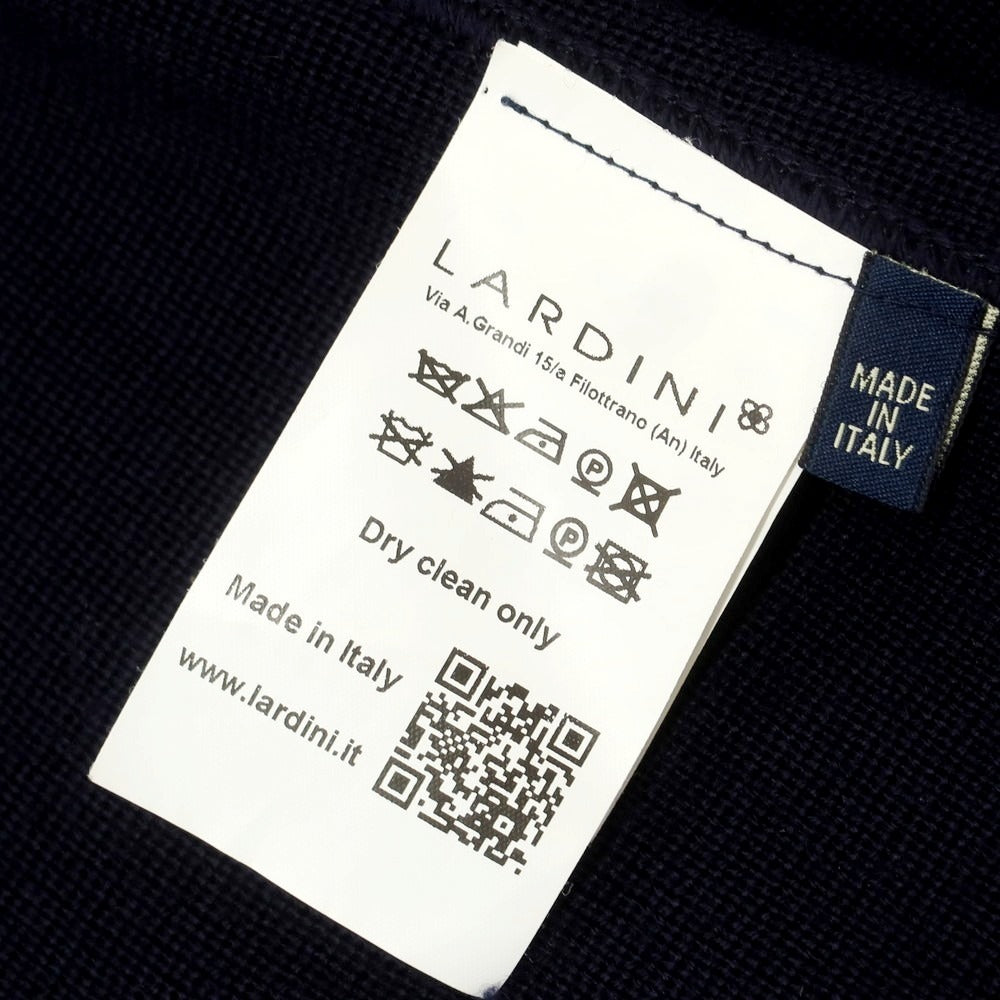 LARDINI
Via A.Grandi 15/a Filottrano (An) Italy
P
P
Dry clean only
Made in Italy
www.lardini.it
MADE
IN
ITALY